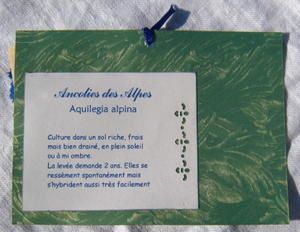 Ancolies des Alpes
Aquilegia alpina
Culture dans un sol riche, frais
mais bien drainé, en plein soleil
ou à mi ombre.
La levée demande 2 ans. Elles se
ressèment spontanément mais
s'hybrident aussi très facilement